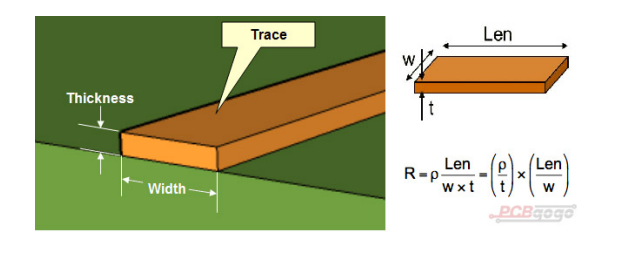 Trace
Thickness
Width
Len
w
t
R = ρ Len / w × t = (ρ / t) × (Len / w)
PCBgogo